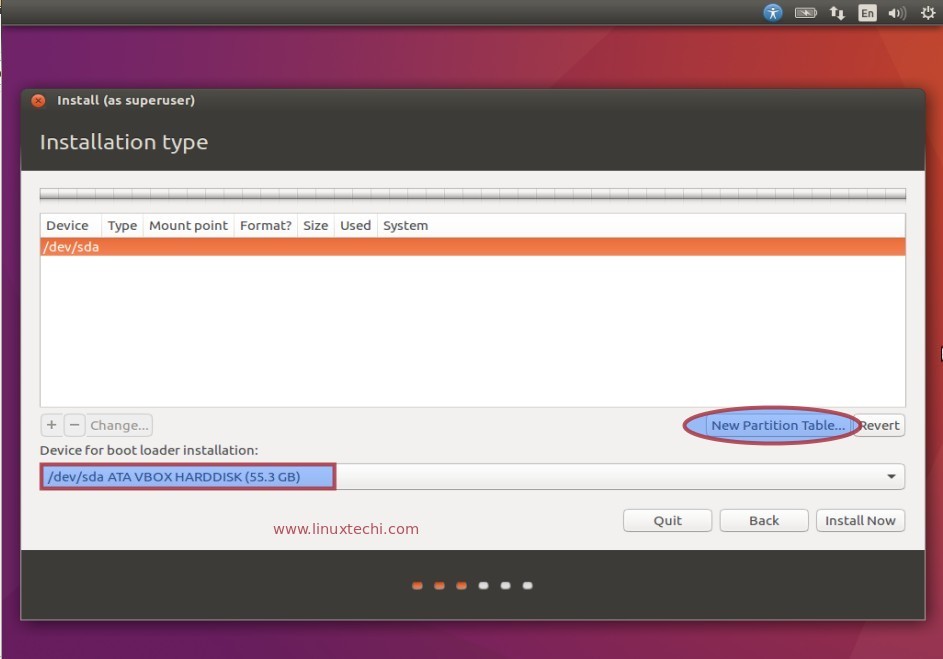 En
Install (as superuser)
Installation type
Device Type Mount point Format? Size Used System
/dev/sda
+ − Change... New Partition Table... Revert
Device for boot loader installation:
/dev/sda ATA VBOX HARDDISK (55.3 GB)
Quit Back Install Now
www.linuxtechi.com